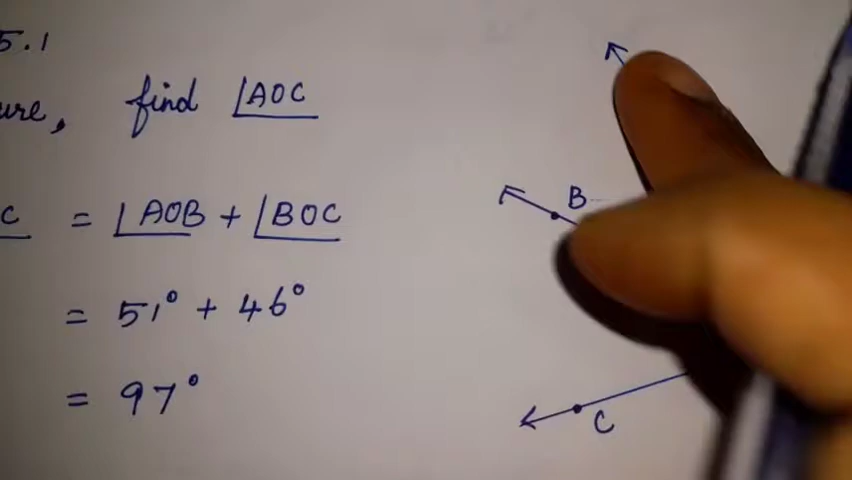 5.1
ure, find ∠AOC
C = ∠AOB + ∠BOC
= 51° + 46°
= 97°
B
C